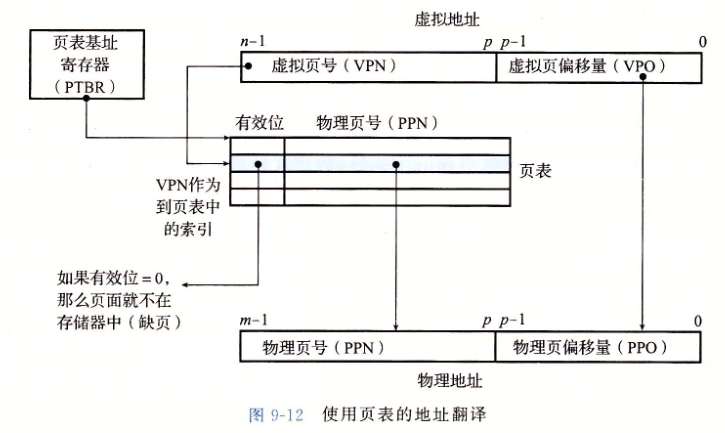 虚拟地址
页表基址
寄存器
（PTBR）
n-1
p
p-1
0
虚拟页号（VPN）
虚拟页偏移量（VPO）
有效位
物理页号（PPN）
页表
VPN作为
到页表中
的索引
如果有效位=0，
那么页面就不在
存储器中（缺页）
m-1
p
p-1
0
物理页号（PPN）
物理页偏移量（PPO）
物理地址
图 9-12 使用页表的地址翻译